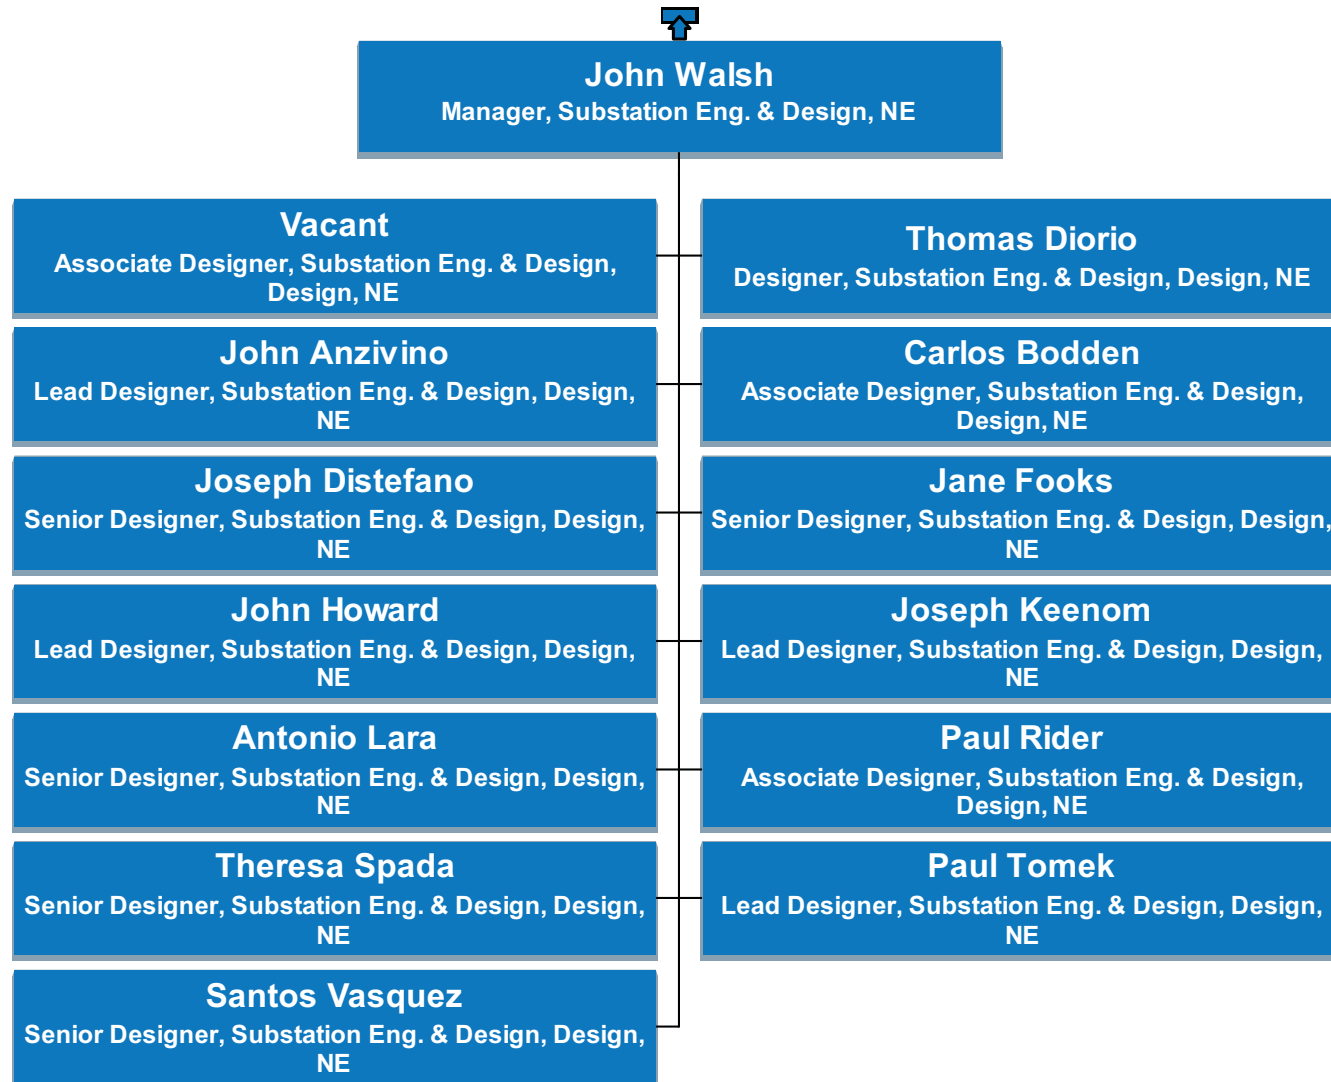 John Walsh
Manager, Substation Eng. & Design, NE
Vacant
Associate Designer, Substation Eng. & Design,
Design, NE
Thomas Diorio
Designer, Substation Eng. & Design, Design, NE
John Anzivino
Lead Designer, Substation Eng. & Design, Design,
NE
Carlos Bodden
Associate Designer, Substation Eng. & Design,
Design, NE
Joseph Distefano
Senior Designer, Substation Eng. & Design, Design,
NE
Jane Fooks
Senior Designer, Substation Eng. & Design, Design,
NE
John Howard
Lead Designer, Substation Eng. & Design, Design,
NE
Joseph Keenom
Lead Designer, Substation Eng. & Design, Design,
NE
Antonio Lara
Senior Designer, Substation Eng. & Design, Design,
NE
Paul Rider
Associate Designer, Substation Eng. & Design,
Design, NE
Theresa Spada
Senior Designer, Substation Eng. & Design, Design,
NE
Paul Tomek
Lead Designer, Substation Eng. & Design, Design,
NE
Santos Vasquez
Senior Designer, Substation Eng. & Design, Design,
NE